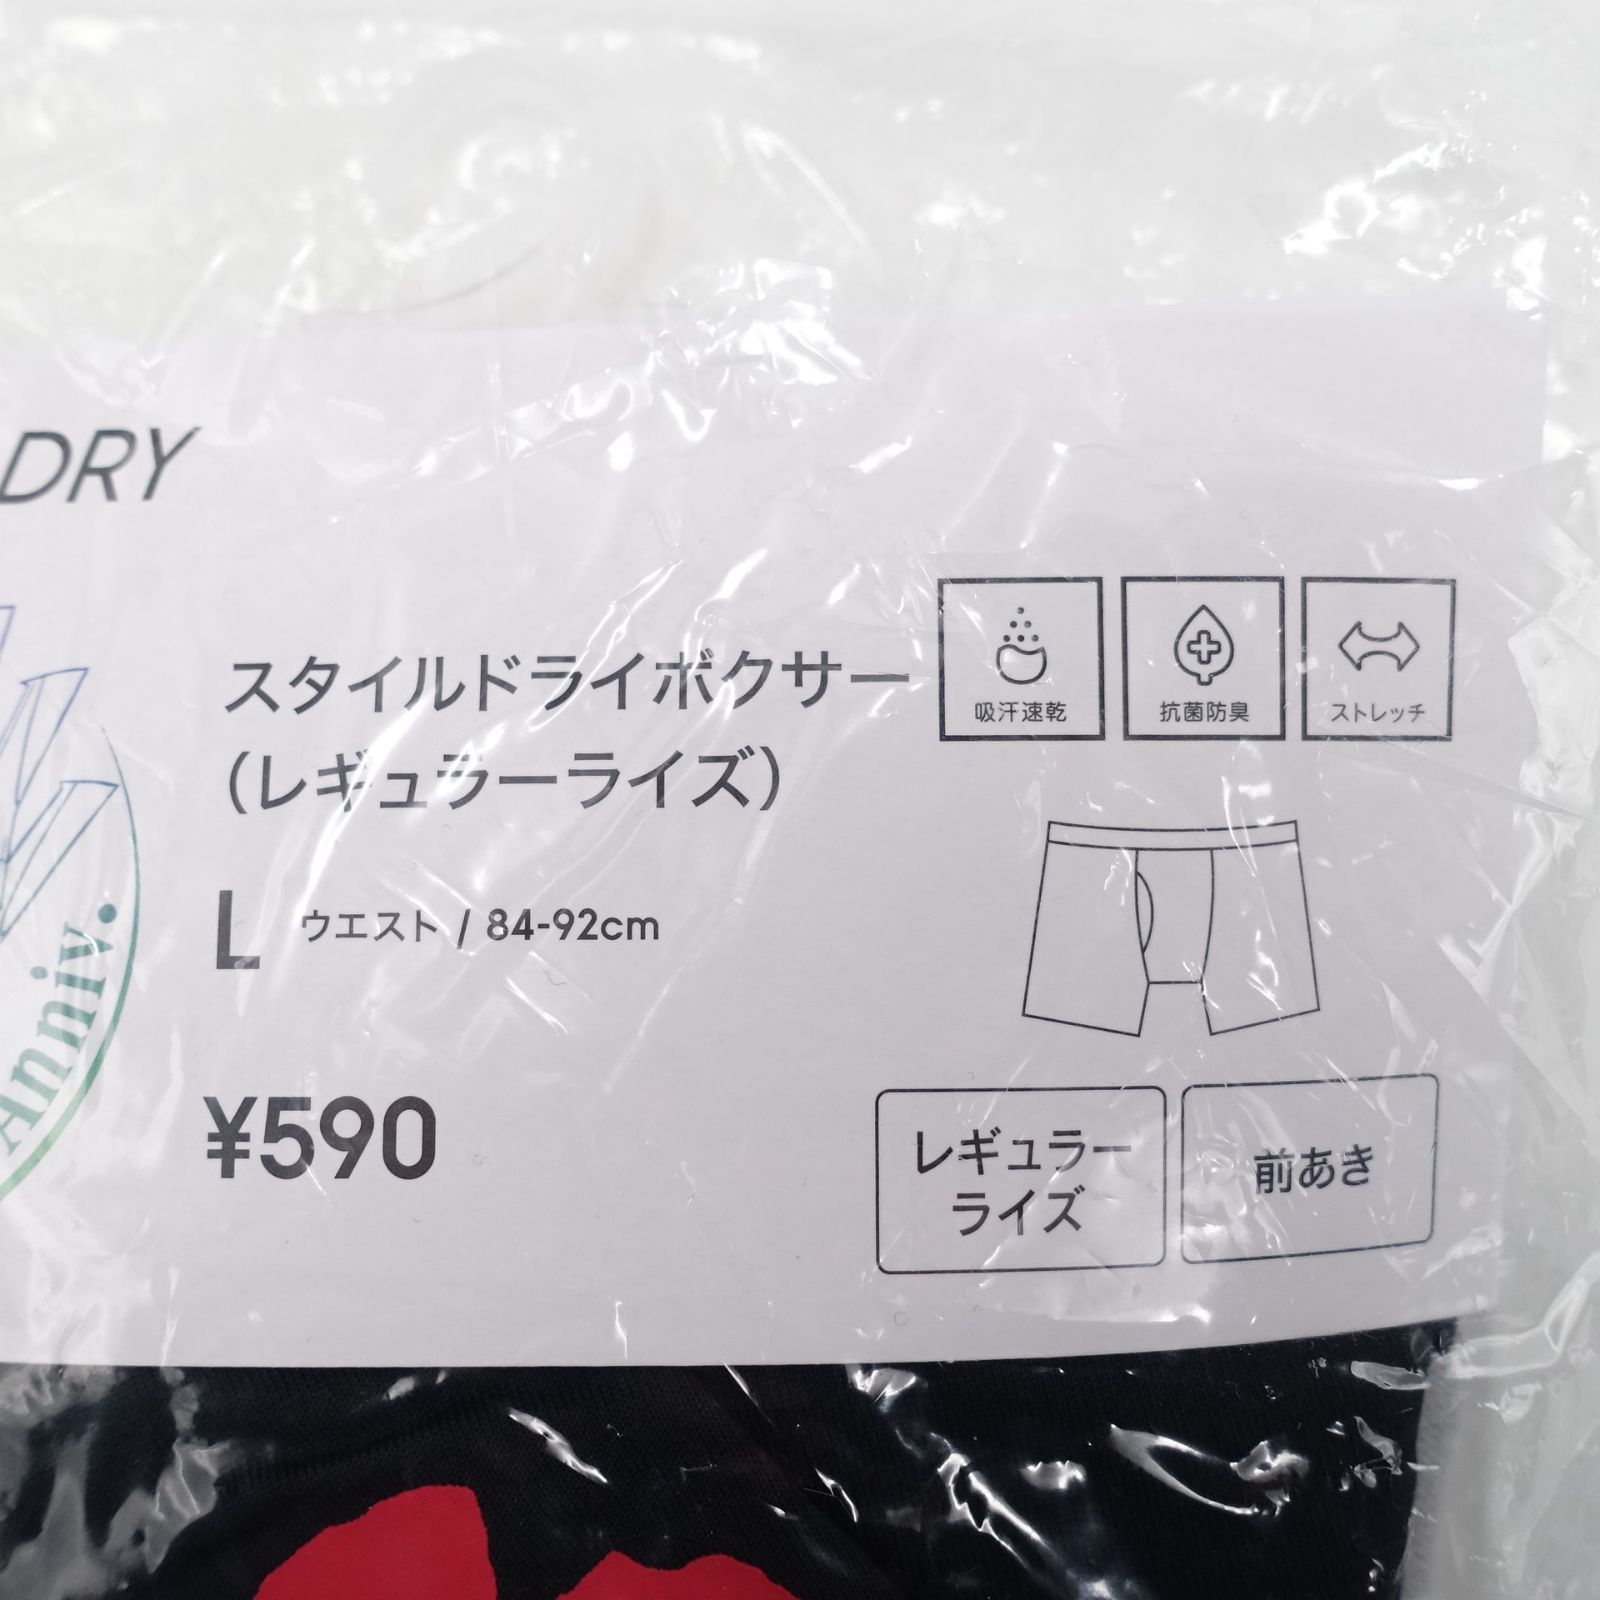 DRY
スタイルドライボクサー
(レギュラーライズ)
L ウエスト / 84-92cm
¥590
吸汗速乾
抗菌防臭
ストレッチ
レギュラー
ライズ
前あき
Anniv.